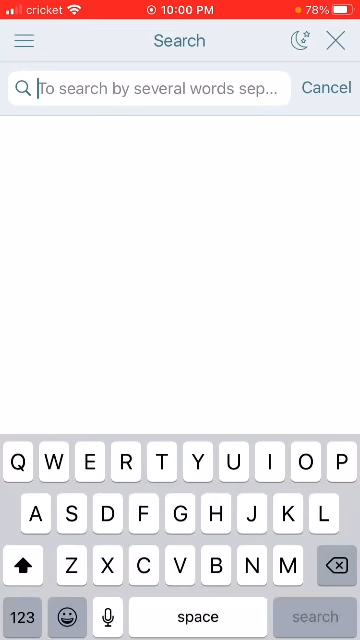 cricket 10:00 PM 78%
Search
To search by several words sep... Cancel
Q W E R T Y U I O P
A S D F G H J K L
Z X C V B N M
123 space search